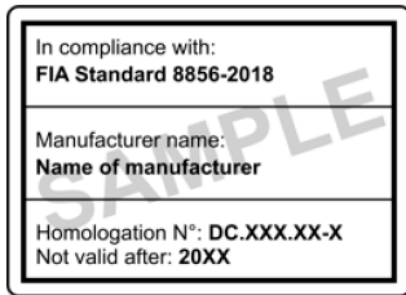 In compliance with:
FIA Standard 8856-2018
Manufacturer name:
Name of manufacturer
Homologation N°: DC.XXX.XX-X
Not valid after: 20XX
SAMPLE